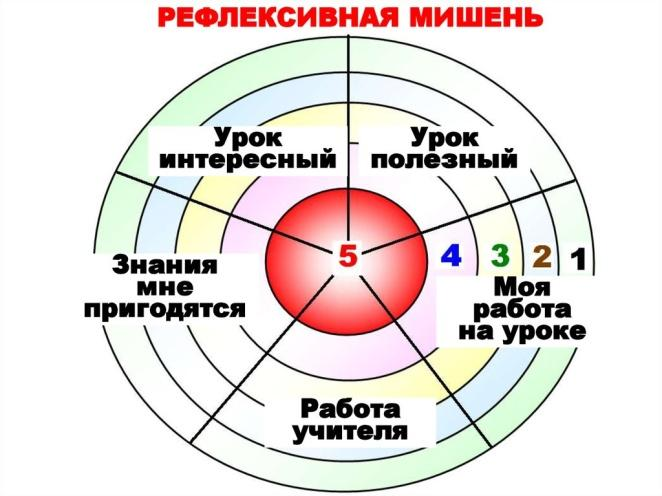 РЕФЛЕКСИВНАЯ МИШЕНЬ
Урок
интересный
Урок
полезный
5 4 3 2 1
Знания
мне
пригодятся
Моя
работа
на уроке
Работа
учителя